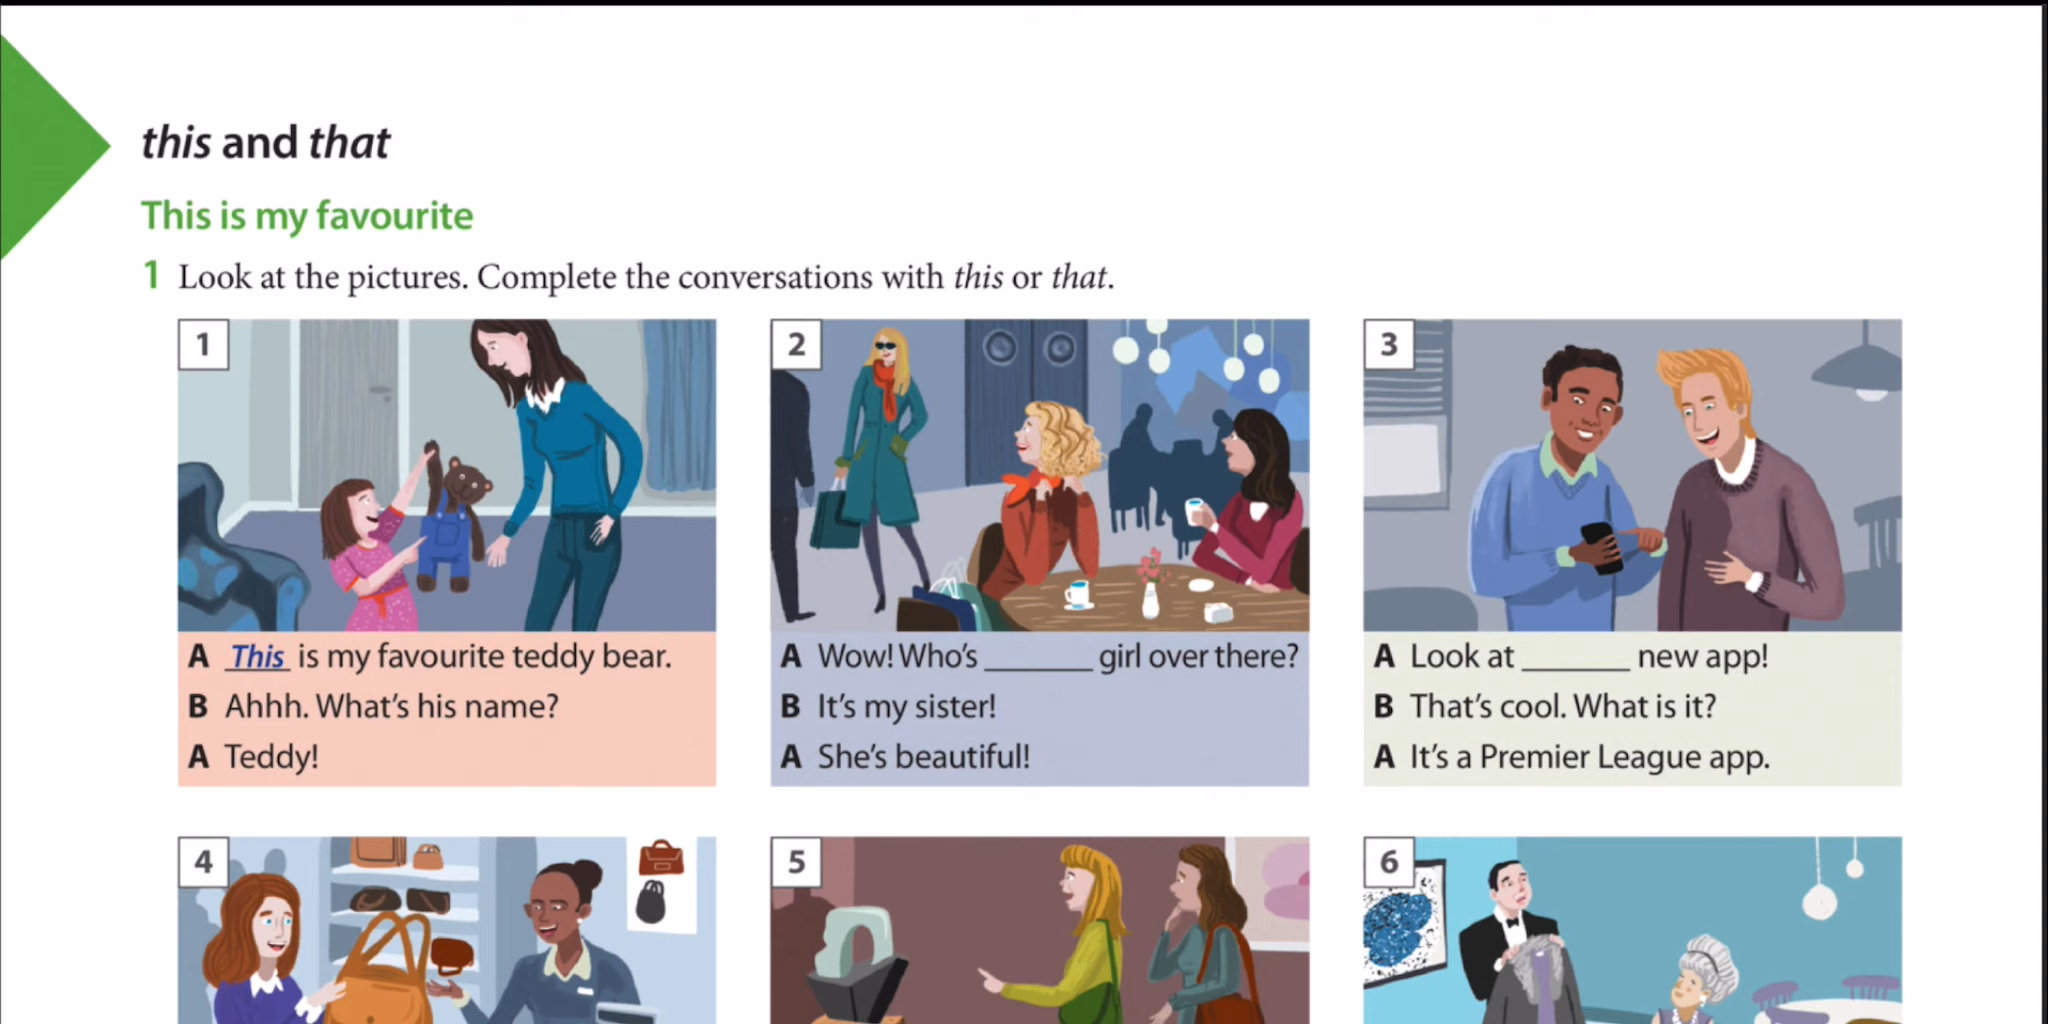 this and that
This is my favourite
1 Look at the pictures. Complete the conversations with this or that.
1
A This is my favourite teddy bear.
B Ahhh. What's his name?
A Teddy!
2
A Wow! Who's _______ girl over there?
B It's my sister!
A She's beautiful!
3
A Look at _______ new app!
B That's cool. What is it?
A It's a Premier League app.
4
5
6